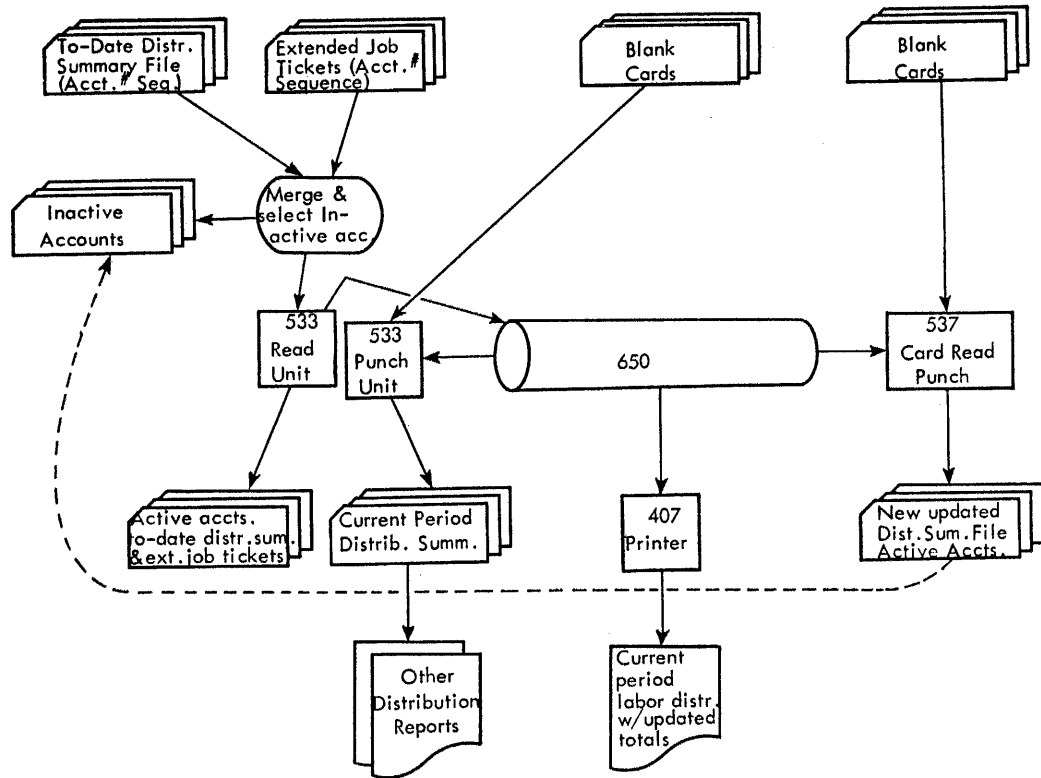 To-Date Distr.
Summary File
(Acct.# Seq.)
Extended Job
Tickets (Acct.#
Sequence)
Blank
Cards
Blank
Cards
Merge &
select In-
active acc.
Inactive
Accounts
533
Read
Unit
533
Punch
Unit
650
537
Card Read
Punch
Active accts.
to-date distr.sum.
& ext.job tickets
Current Period
Distrib. Summ.
407
Printer
New updated
Dist.Sum.File
Active Accts.
Other
Distribution
Reports
Current
period
labor distr.
w/updated
totals